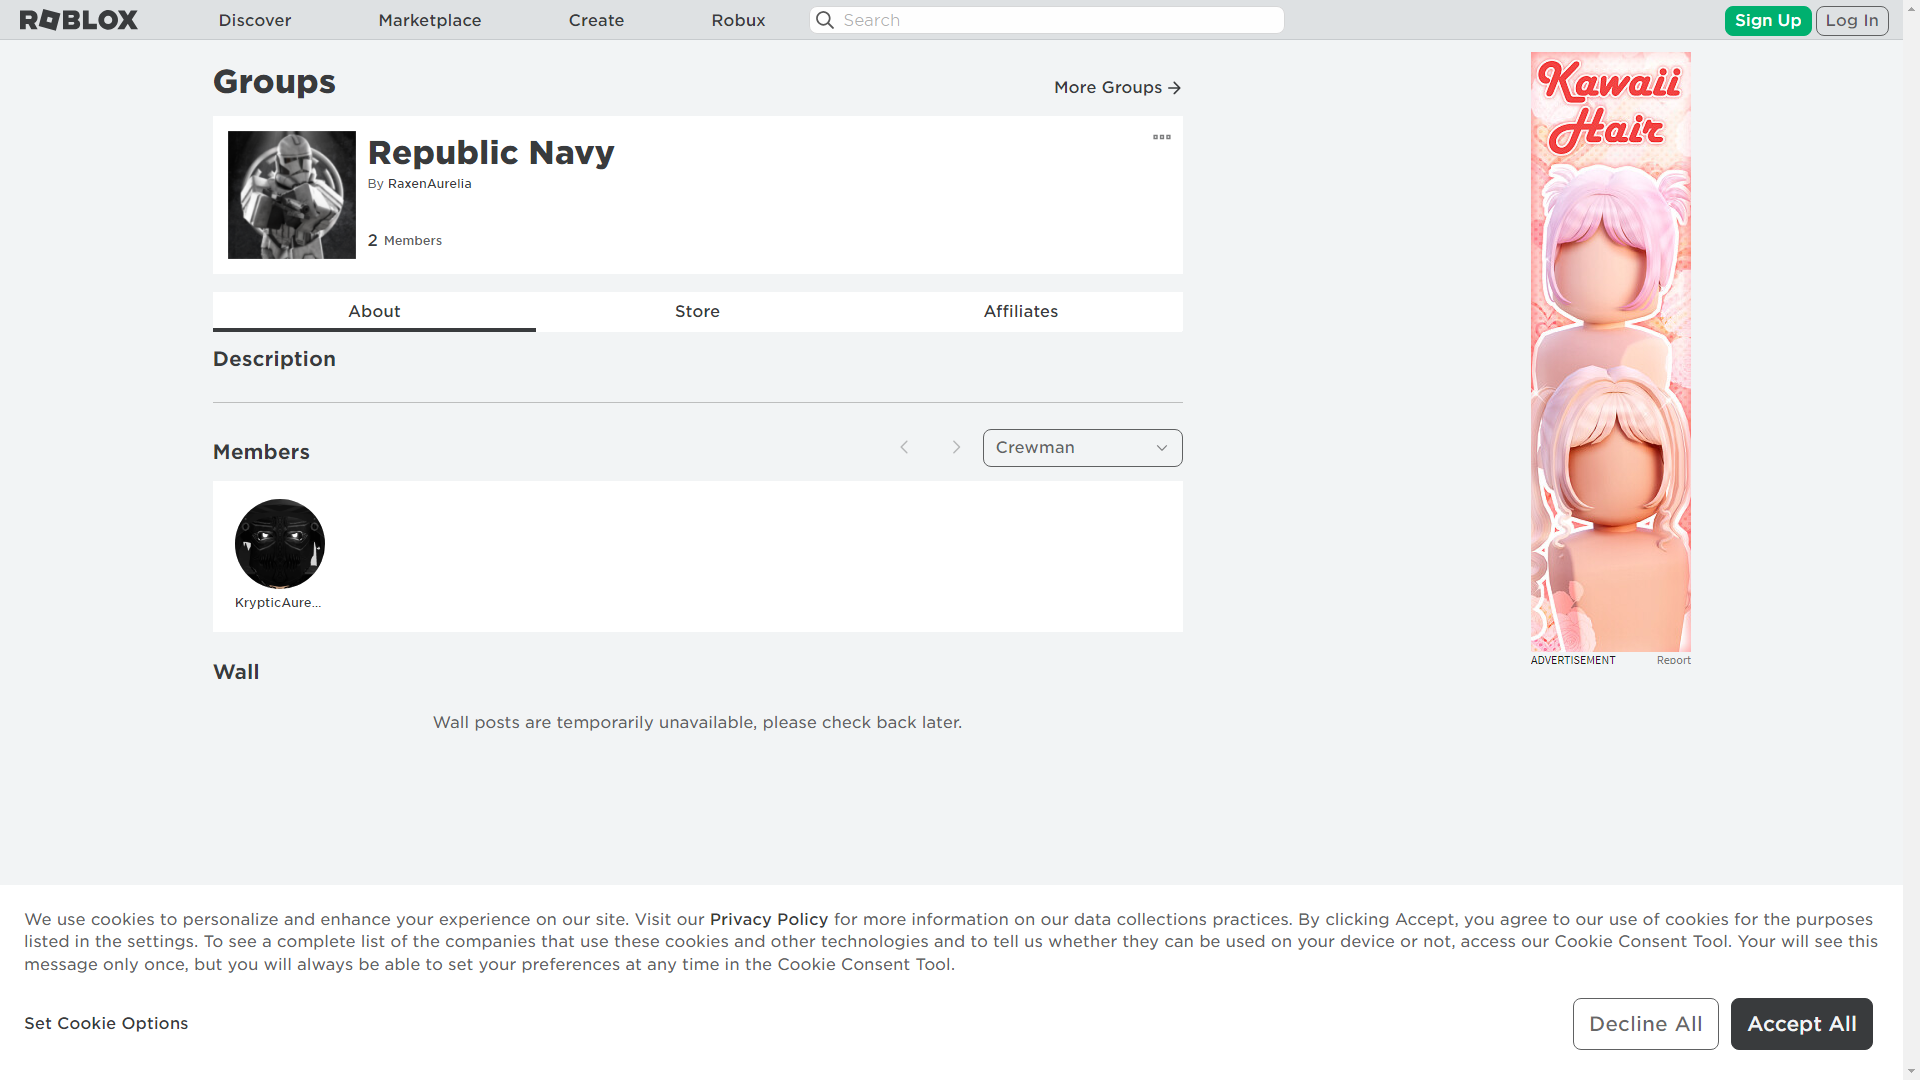 ROBLOX
Discover
Marketplace
Create
Robux
Search
Sign Up
Log In
Groups
More Groups
Republic Navy
By RaxenAurelia
2 Members
About
Store
Affiliates
Description
Members
Crewman
KrypticAure...
Wall
Wall posts are temporarily unavailable, please check back later.
Kawaii
Hair
ADVERTISEMENT
Report
We use cookies to personalize and enhance your experience on our site. Visit our Privacy Policy for more information on our data collections practices. By clicking Accept, you agree to our use of cookies for the purposes
listed in the settings. To see a complete list of the companies that use these cookies and other technologies and to tell us whether they can be used on your device or not, access our Cookie Consent Tool. Your will see this
message only once, but you will always be able to set your preferences at any time in the Cookie Consent Tool.
Set Cookie Options
Decline All
Accept All